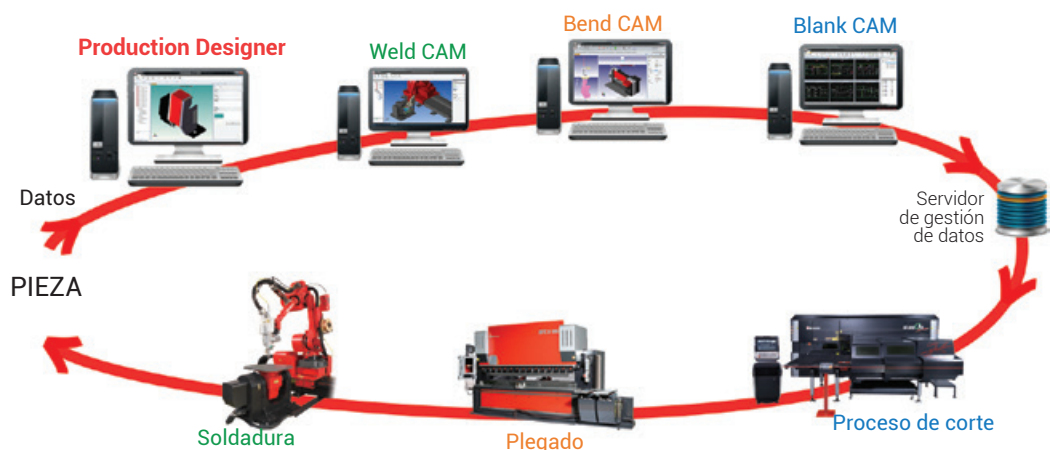 Production Designer
Weld CAM
Bend CAM
Blank CAM
Datos
Servidor
de gestión
de datos
PIEZA
Soldadura
Plegado
Proceso de corte